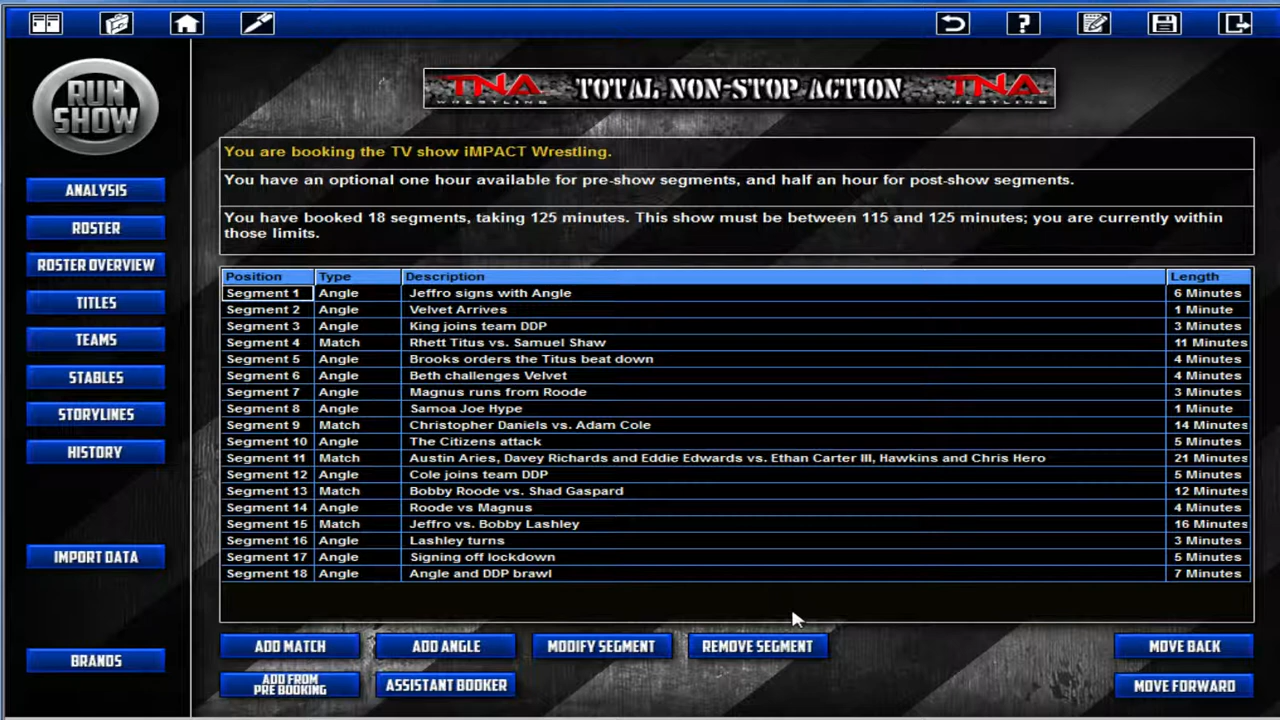 RUN
SHOW
TNA WRESTLING TOTAL NON-STOP ACTION TNA WRESTLING
You are booking the TV show iMPACT Wrestling.
You have an optional one hour available for pre-show segments, and half an hour for post-show segments.
You have booked 18 segments, taking 125 minutes. This show must be between 115 and 125 minutes; you are currently within
those limits.
ANALYSIS
ROSTER
ROSTER OVERVIEW
TITLES
TEAMS
STABLES
STORYLINES
HISTORY
IMPORT DATA
BRANDS
Position Type Description Length
Segment 1 Angle Jeffro signs with Angle 6 Minutes
Segment 2 Angle Velvet Arrives 1 Minute
Segment 3 Angle King joins team DDP 3 Minutes
Segment 4 Match Rhett Titus vs. Samuel Shaw 11 Minutes
Segment 5 Angle Brooks orders the Titus beat down 4 Minutes
Segment 6 Angle Beth challenges Velvet 4 Minutes
Segment 7 Angle Magnus runs from Roode 3 Minutes
Segment 8 Angle Samoa Joe Hype 1 Minute
Segment 9 Match Christopher Daniels vs. Adam Cole 14 Minutes
Segment 10 Angle The Citizens attack 5 Minutes
Segment 11 Match Austin Aries, Davey Richards and Eddie Edwards vs. Ethan Carter III, Hawkins and Chris Hero 21 Minutes
Segment 12 Angle Cole joins team DDP 5 Minutes
Segment 13 Match Bobby Roode vs. Shad Gaspard 12 Minutes
Segment 14 Angle Roode vs Magnus 4 Minutes
Segment 15 Match Jeffro vs. Bobby Lashley 16 Minutes
Segment 16 Angle Lashley turns 3 Minutes
Segment 17 Angle Signing off lockdown 5 Minutes
Segment 18 Angle Angle and DDP brawl 7 Minutes
ADD MATCH ADD ANGLE MODIFY SEGMENT REMOVE SEGMENT MOVE BACK
ADD FROM
PRE BOOKING
ASSISTANT BOOKER MOVE FORWARD